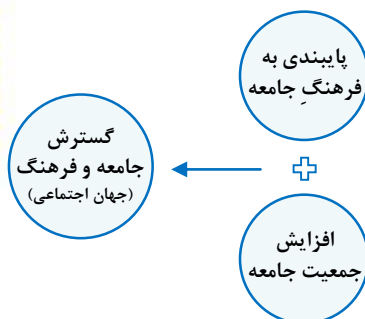 پایبندی به
فرهنگِ جامعه
گسترش
جامعه و فرهنگ
(جهان اجتماعی)
افزایش
جمعیت جامعه